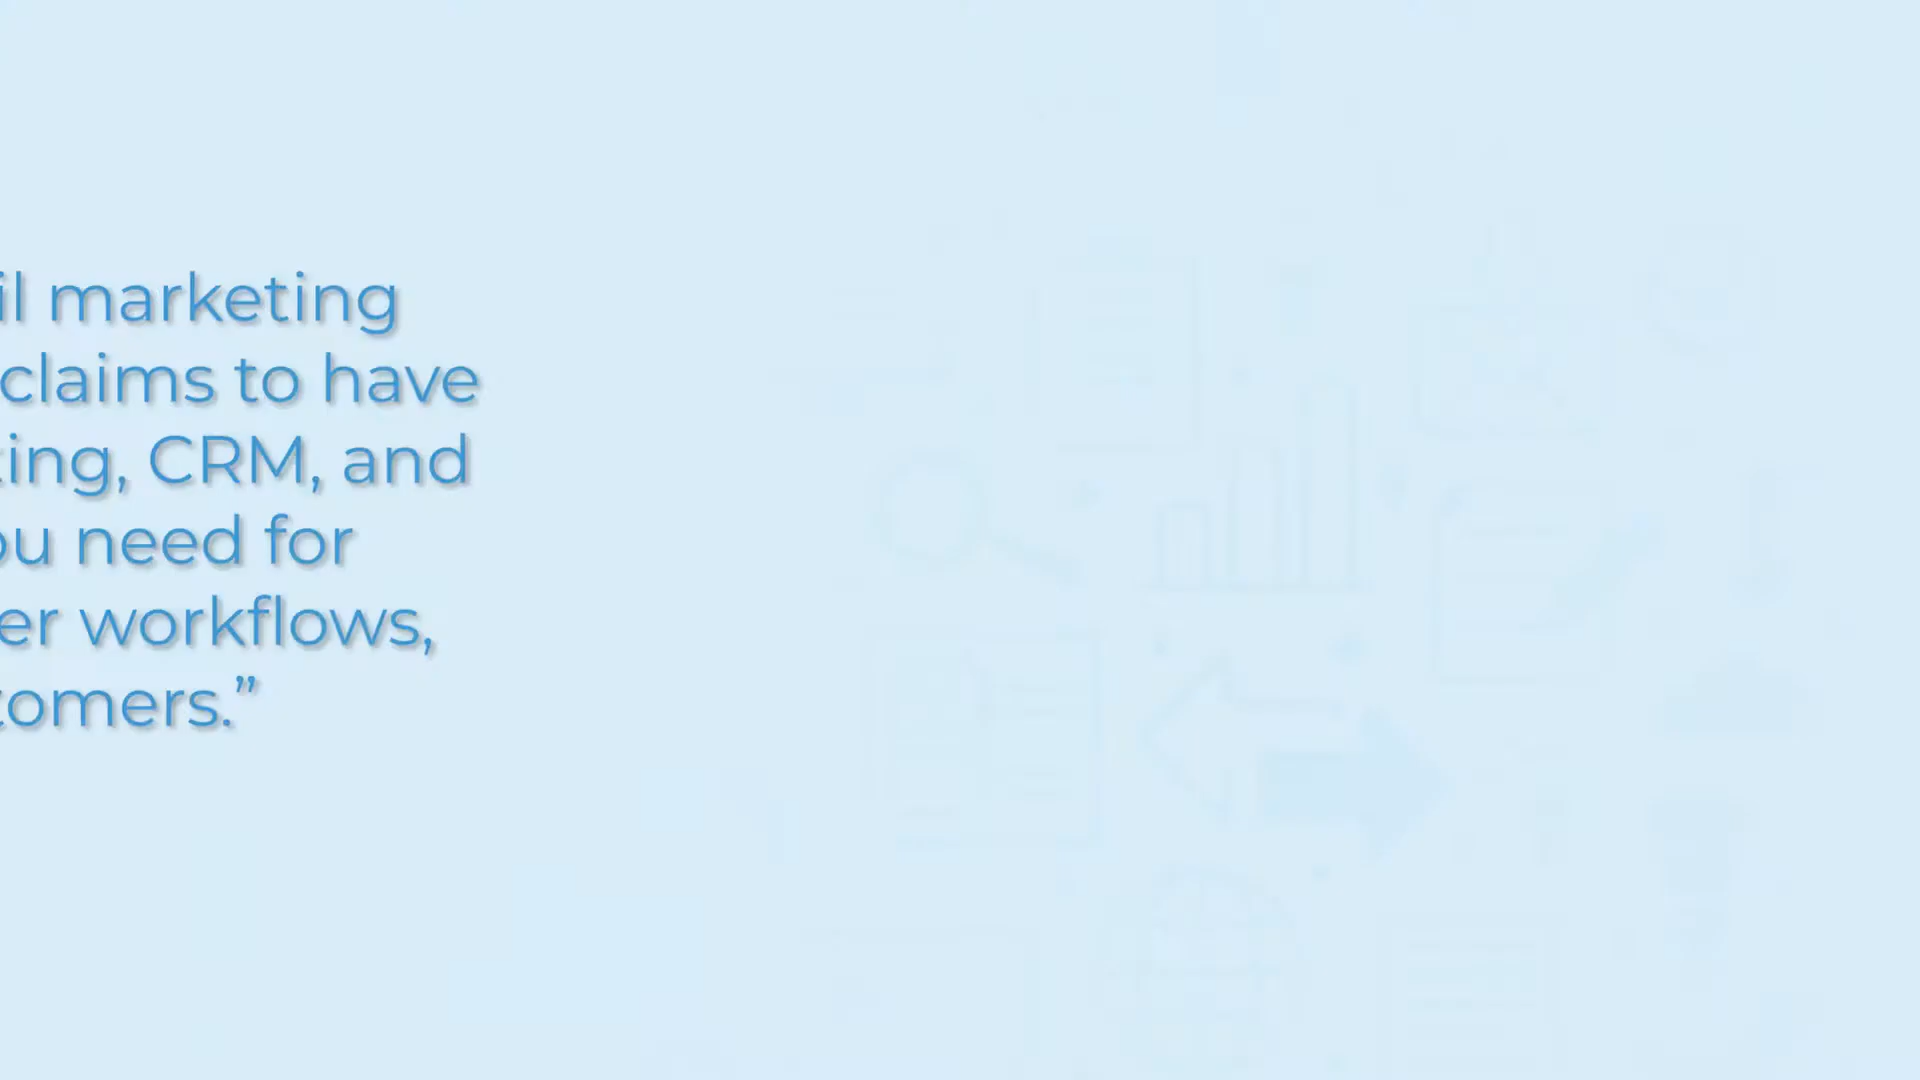 il marketing
claims to have
ting, CRM, and
ou need for
er workflows,
tomers.”